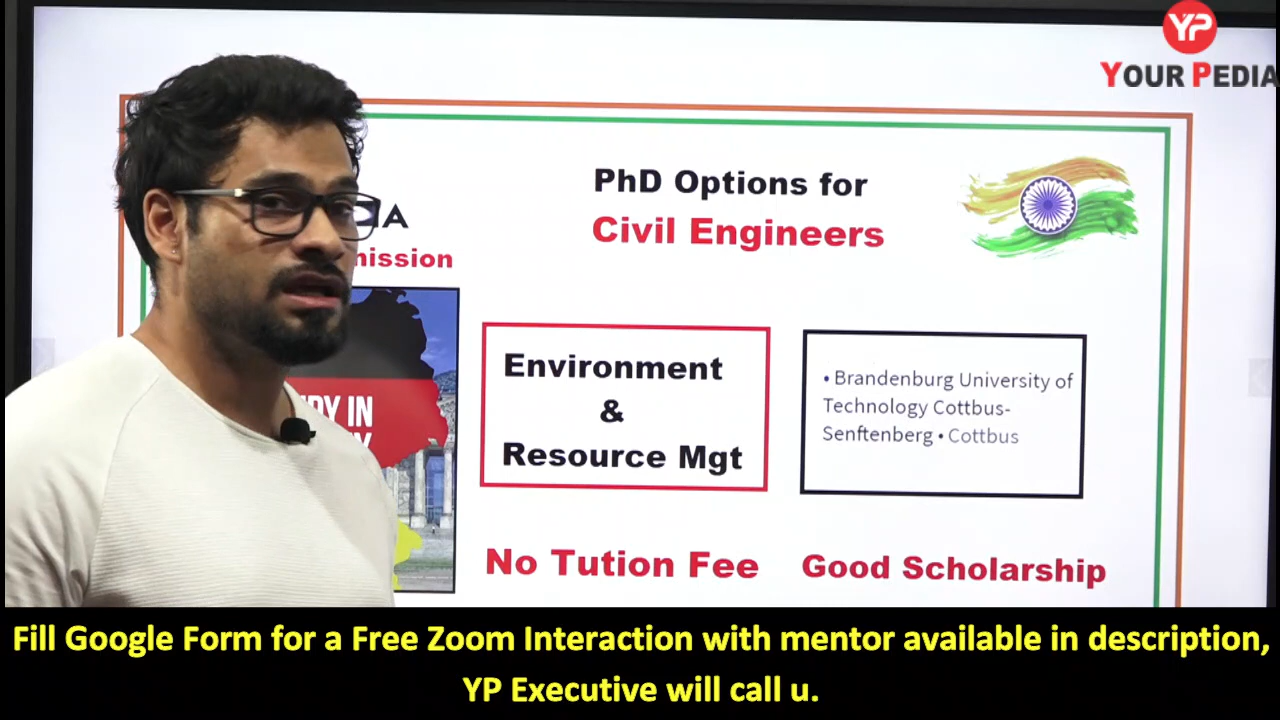 YP
YOUR PEDIA
PhD Options for
Civil Engineers
Environment
&
Resource Mgt
• Brandenburg University of
Technology Cottbus-
Senftenberg • Cottbus
No Tution Fee
Good Scholarship
Fill Google Form for a Free Zoom Interaction with mentor available in description,
YP Executive will call u.